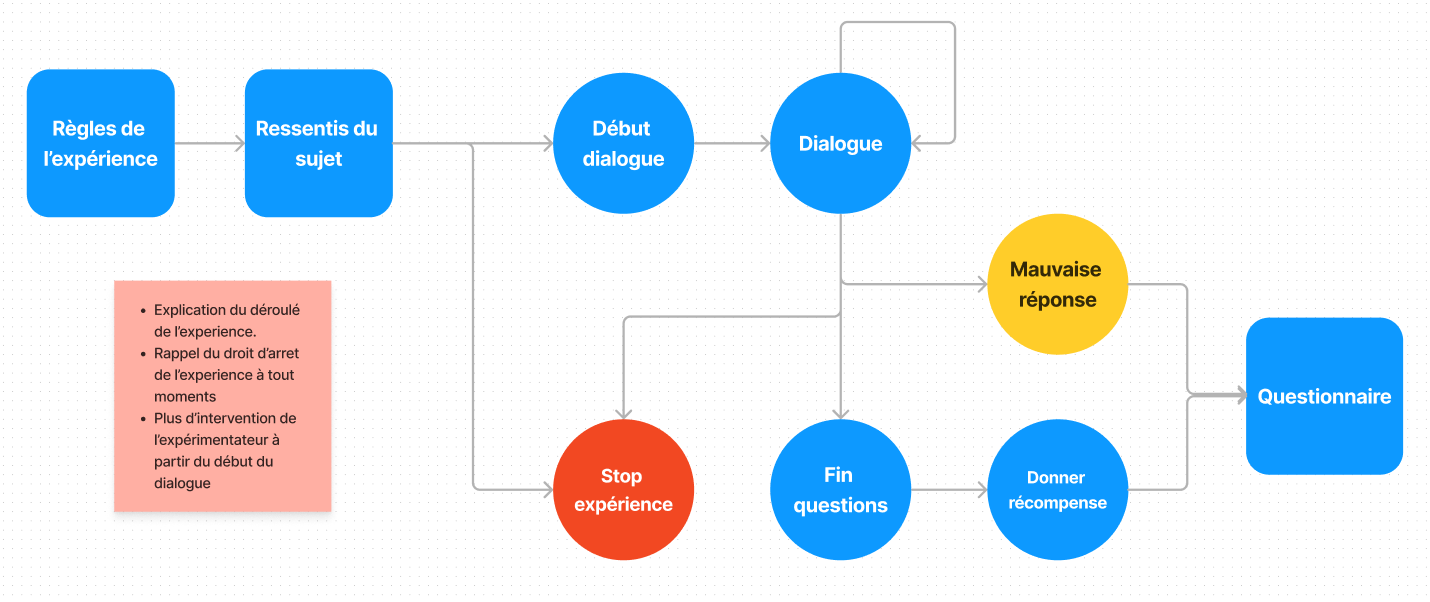 Règles de
l'expérience
Ressentis du
sujet
Début
dialogue
Dialogue
Mauvaise
réponse
• Explication du déroulé
de l'experience.
• Rappel du droit d'arret
de l'experience à tout
moments
• Plus d'intervention de
l'expérimentateur à
partir du début du
dialogue
Questionnaire
Stop
expérience
Fin
questions
Donner
récompense